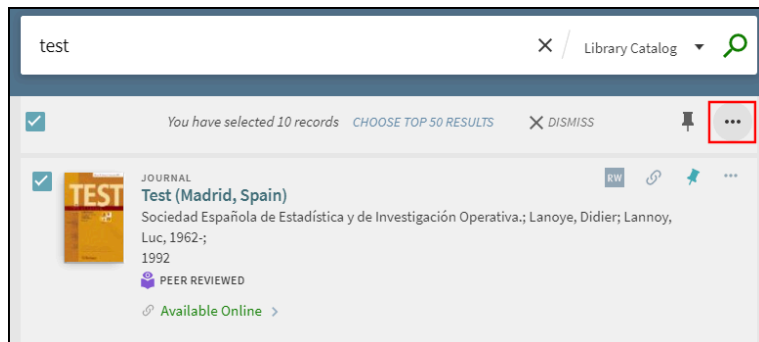 test
Library Catalog
You have selected 10 records CHOOSE TOP 50 RESULTS DISMISS
JOURNAL
RW
TEST
Test (Madrid, Spain)
Sociedad Española de Estadística y de Investigación Operativa.; Lanoye, Didier; Lannoy,
Luc, 1962-;
1992
PEER REVIEWED
Available Online